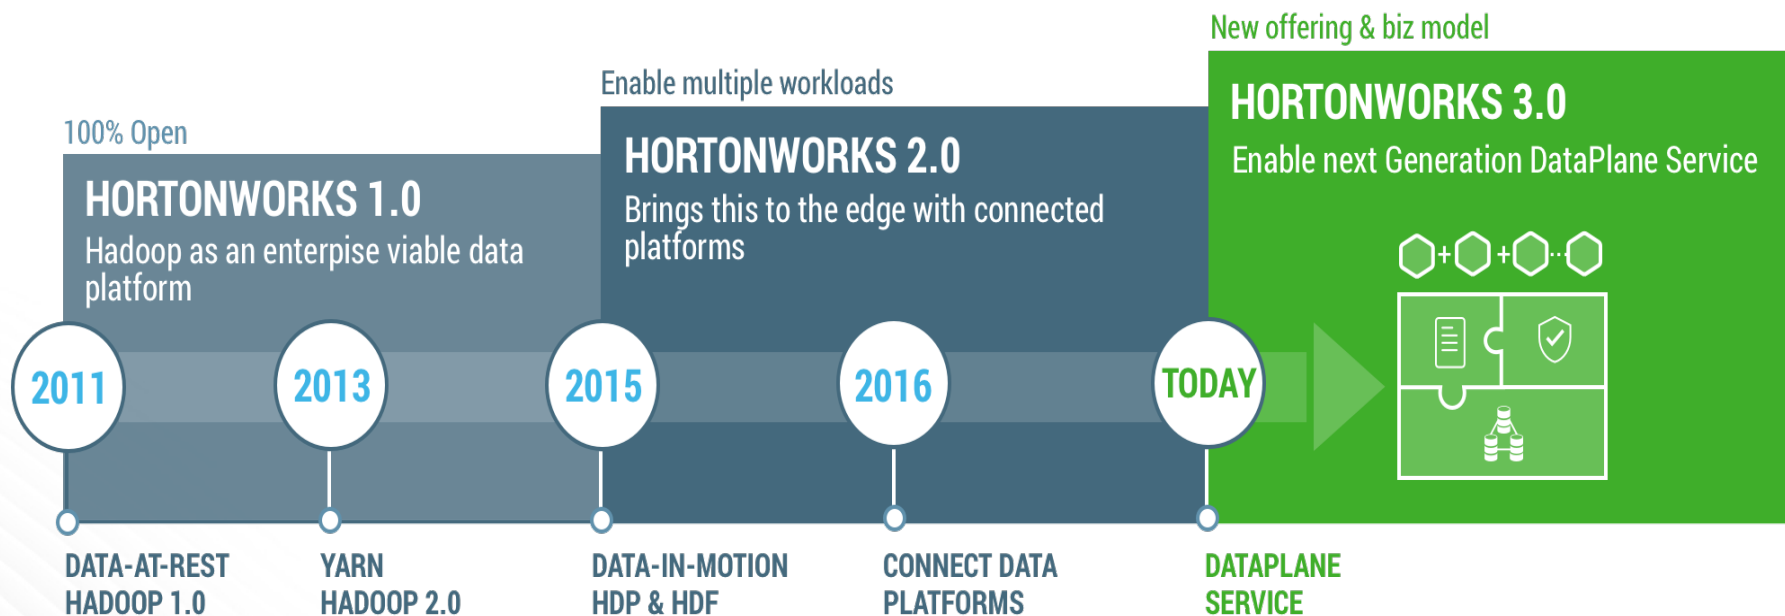 New offering & biz model
Enable multiple workloads
100% Open
HORTONWORKS 1.0
Hadoop as an enterpise viable data
platform
HORTONWORKS 2.0
Brings this to the edge with connected
platforms
HORTONWORKS 3.0
Enable next Generation DataPlane Service
2011
2013
2015
2016
TODAY
DATA-AT-REST
HADOOP 1.0
YARN
HADOOP 2.0
DATA-IN-MOTION
HDP & HDF
CONNECT DATA
PLATFORMS
DATAPLANE
SERVICE